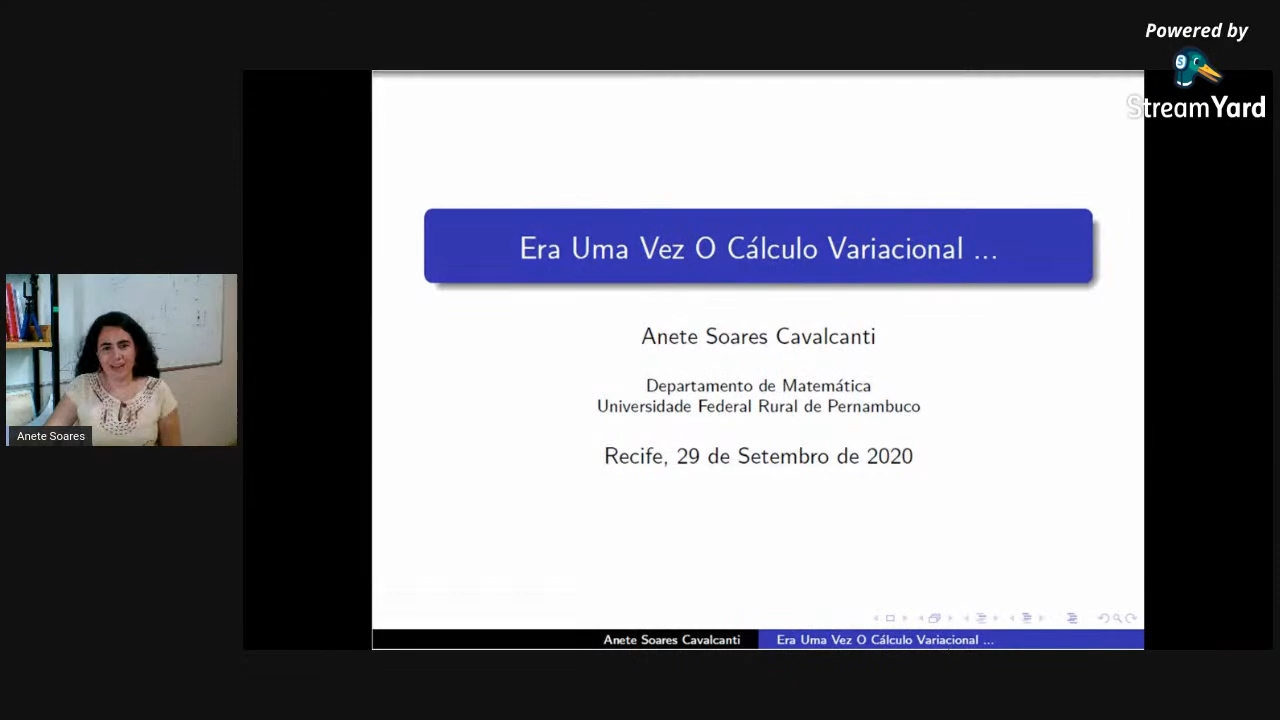 Powered by
StreamYard
Era Uma Vez O Cálculo Variacional ...
Anete Soares Cavalcanti
Departamento de Matemática
Universidade Federal Rural de Pernambuco
Recife, 29 de Setembro de 2020
Anete Soares
Anete Soares Cavalcanti
Era Uma Vez O Cálculo Variacional ...